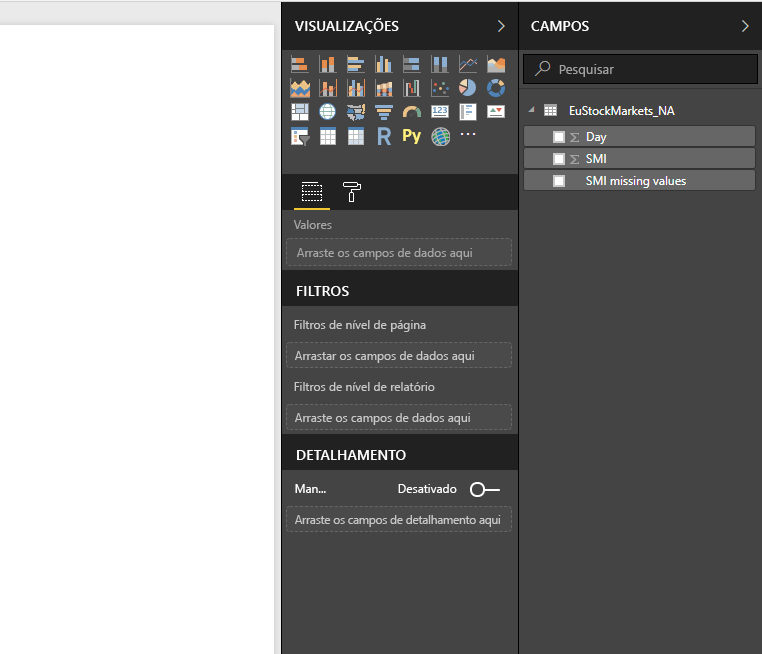 VISUALIZAÇÕES
R
Py
123
Valores
Arraste os campos de dados aqui
FILTROS
Filtros de nível de página
Arrastar os campos de dados aqui
Filtros de nível de relatório
Arraste os campos de dados aqui
DETALHAMENTO
Man... Desativado
Arraste os campos de detalhamento aqui
CAMPOS
Pesquisar
EuStockMarkets_NA
Σ Day
Σ SMI
SMI missing values